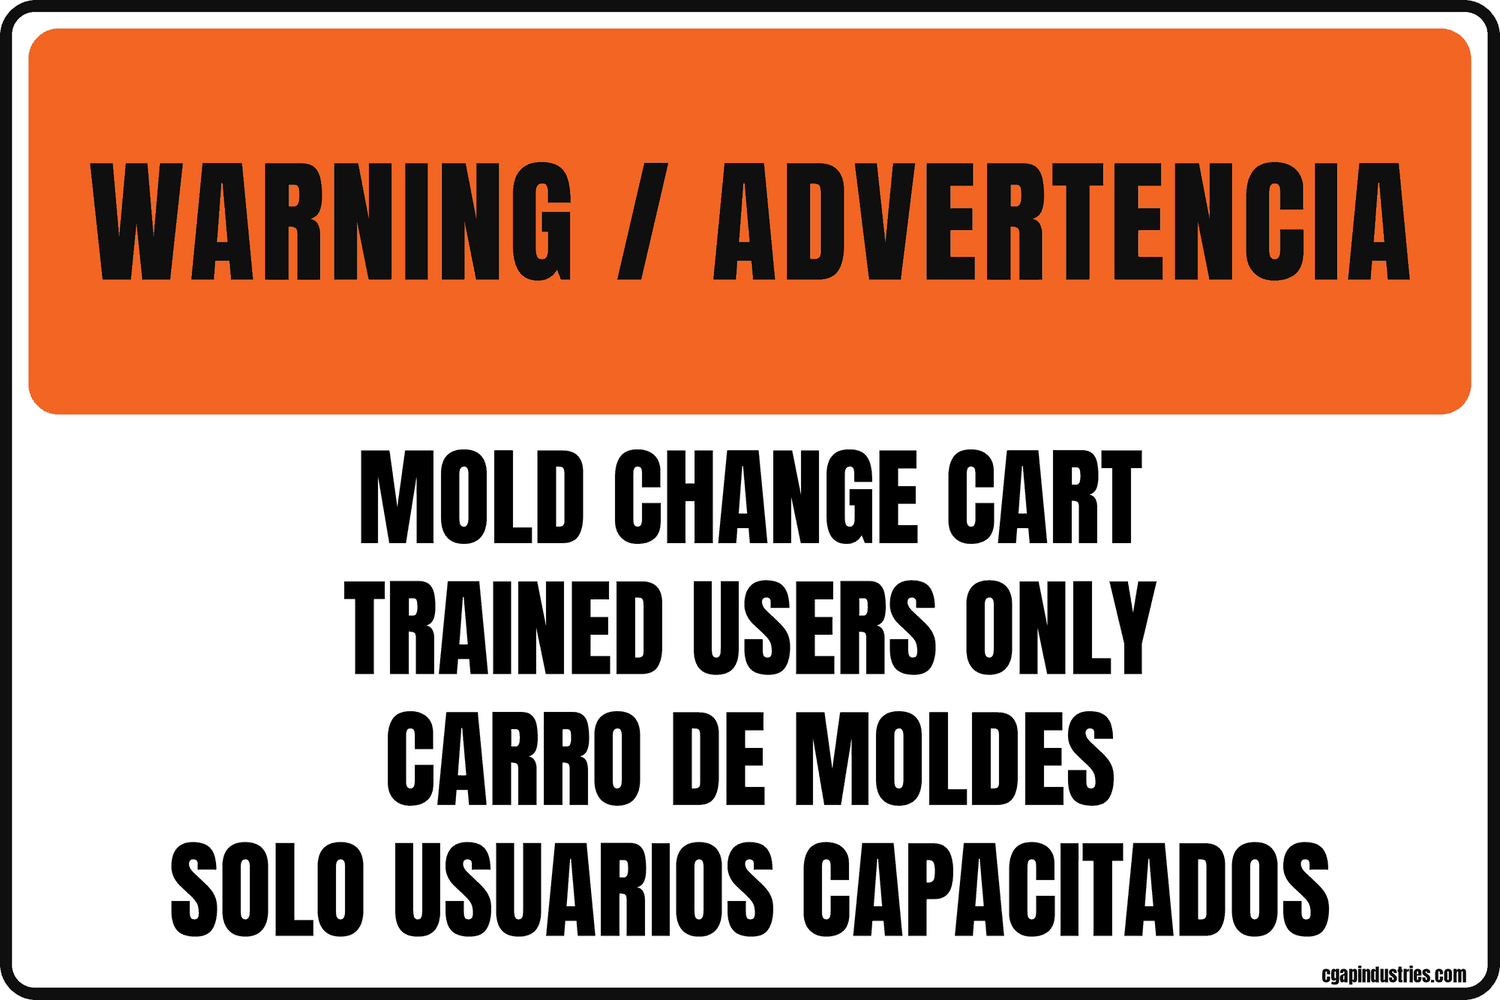 WARNING / ADVERTENCIA
MOLD CHANGE CART
TRAINED USERS ONLY
CARRO DE MOLDES
SOLO USUARIOS CAPACITADOS
cgapindustries.com